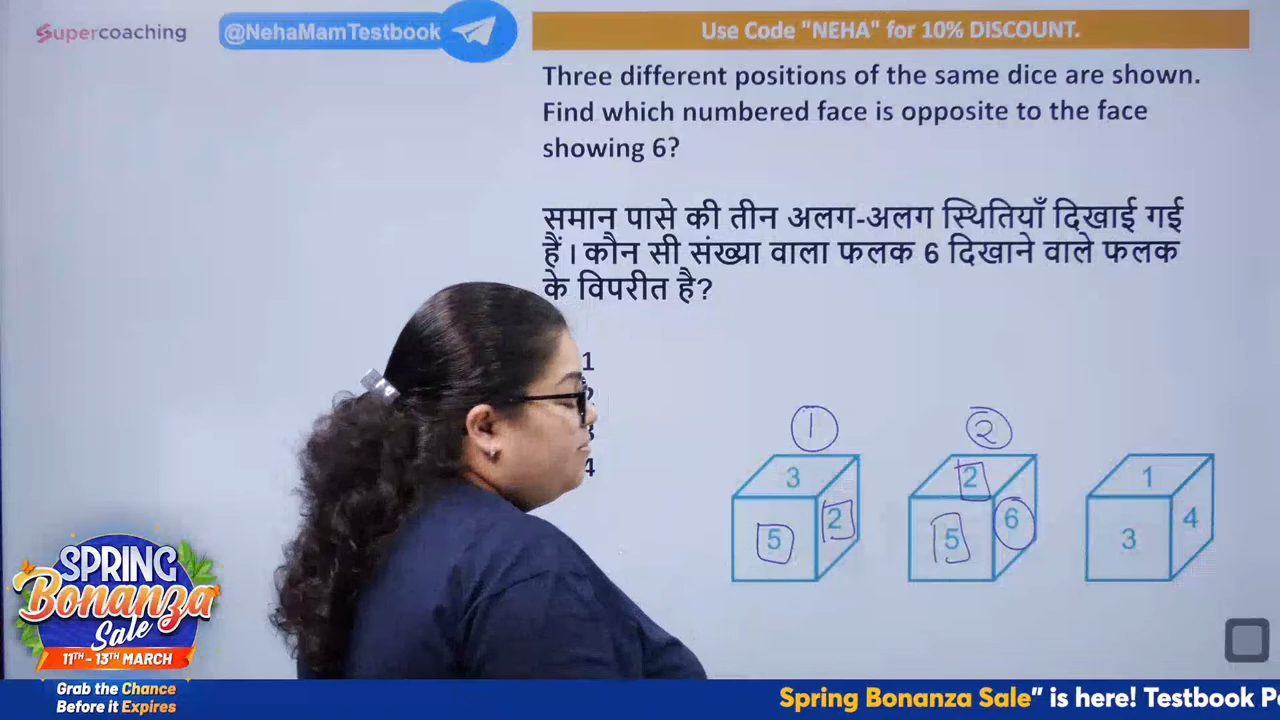 Supercoaching
@NehaMamTestbook
Use Code "NEHA" for 10% DISCOUNT.
Three different positions of the same dice are shown.
Find which numbered face is opposite to the face
showing 6?
समान पासे की तीन अलग-अलग स्थितियाँ दिखाई गई
हैं। कौन सी संख्या वाला फलक 6 दिखाने वाले फलक
के विपरीत है?
1
2
3
4
1
2
3
5
2
2
5
6
1
3
4
SPRING
Bonanza
Sale
11TH - 13TH MARCH
Grab the Chance
Before it Expires
Spring Bonanza Sale" is here! Testbook P